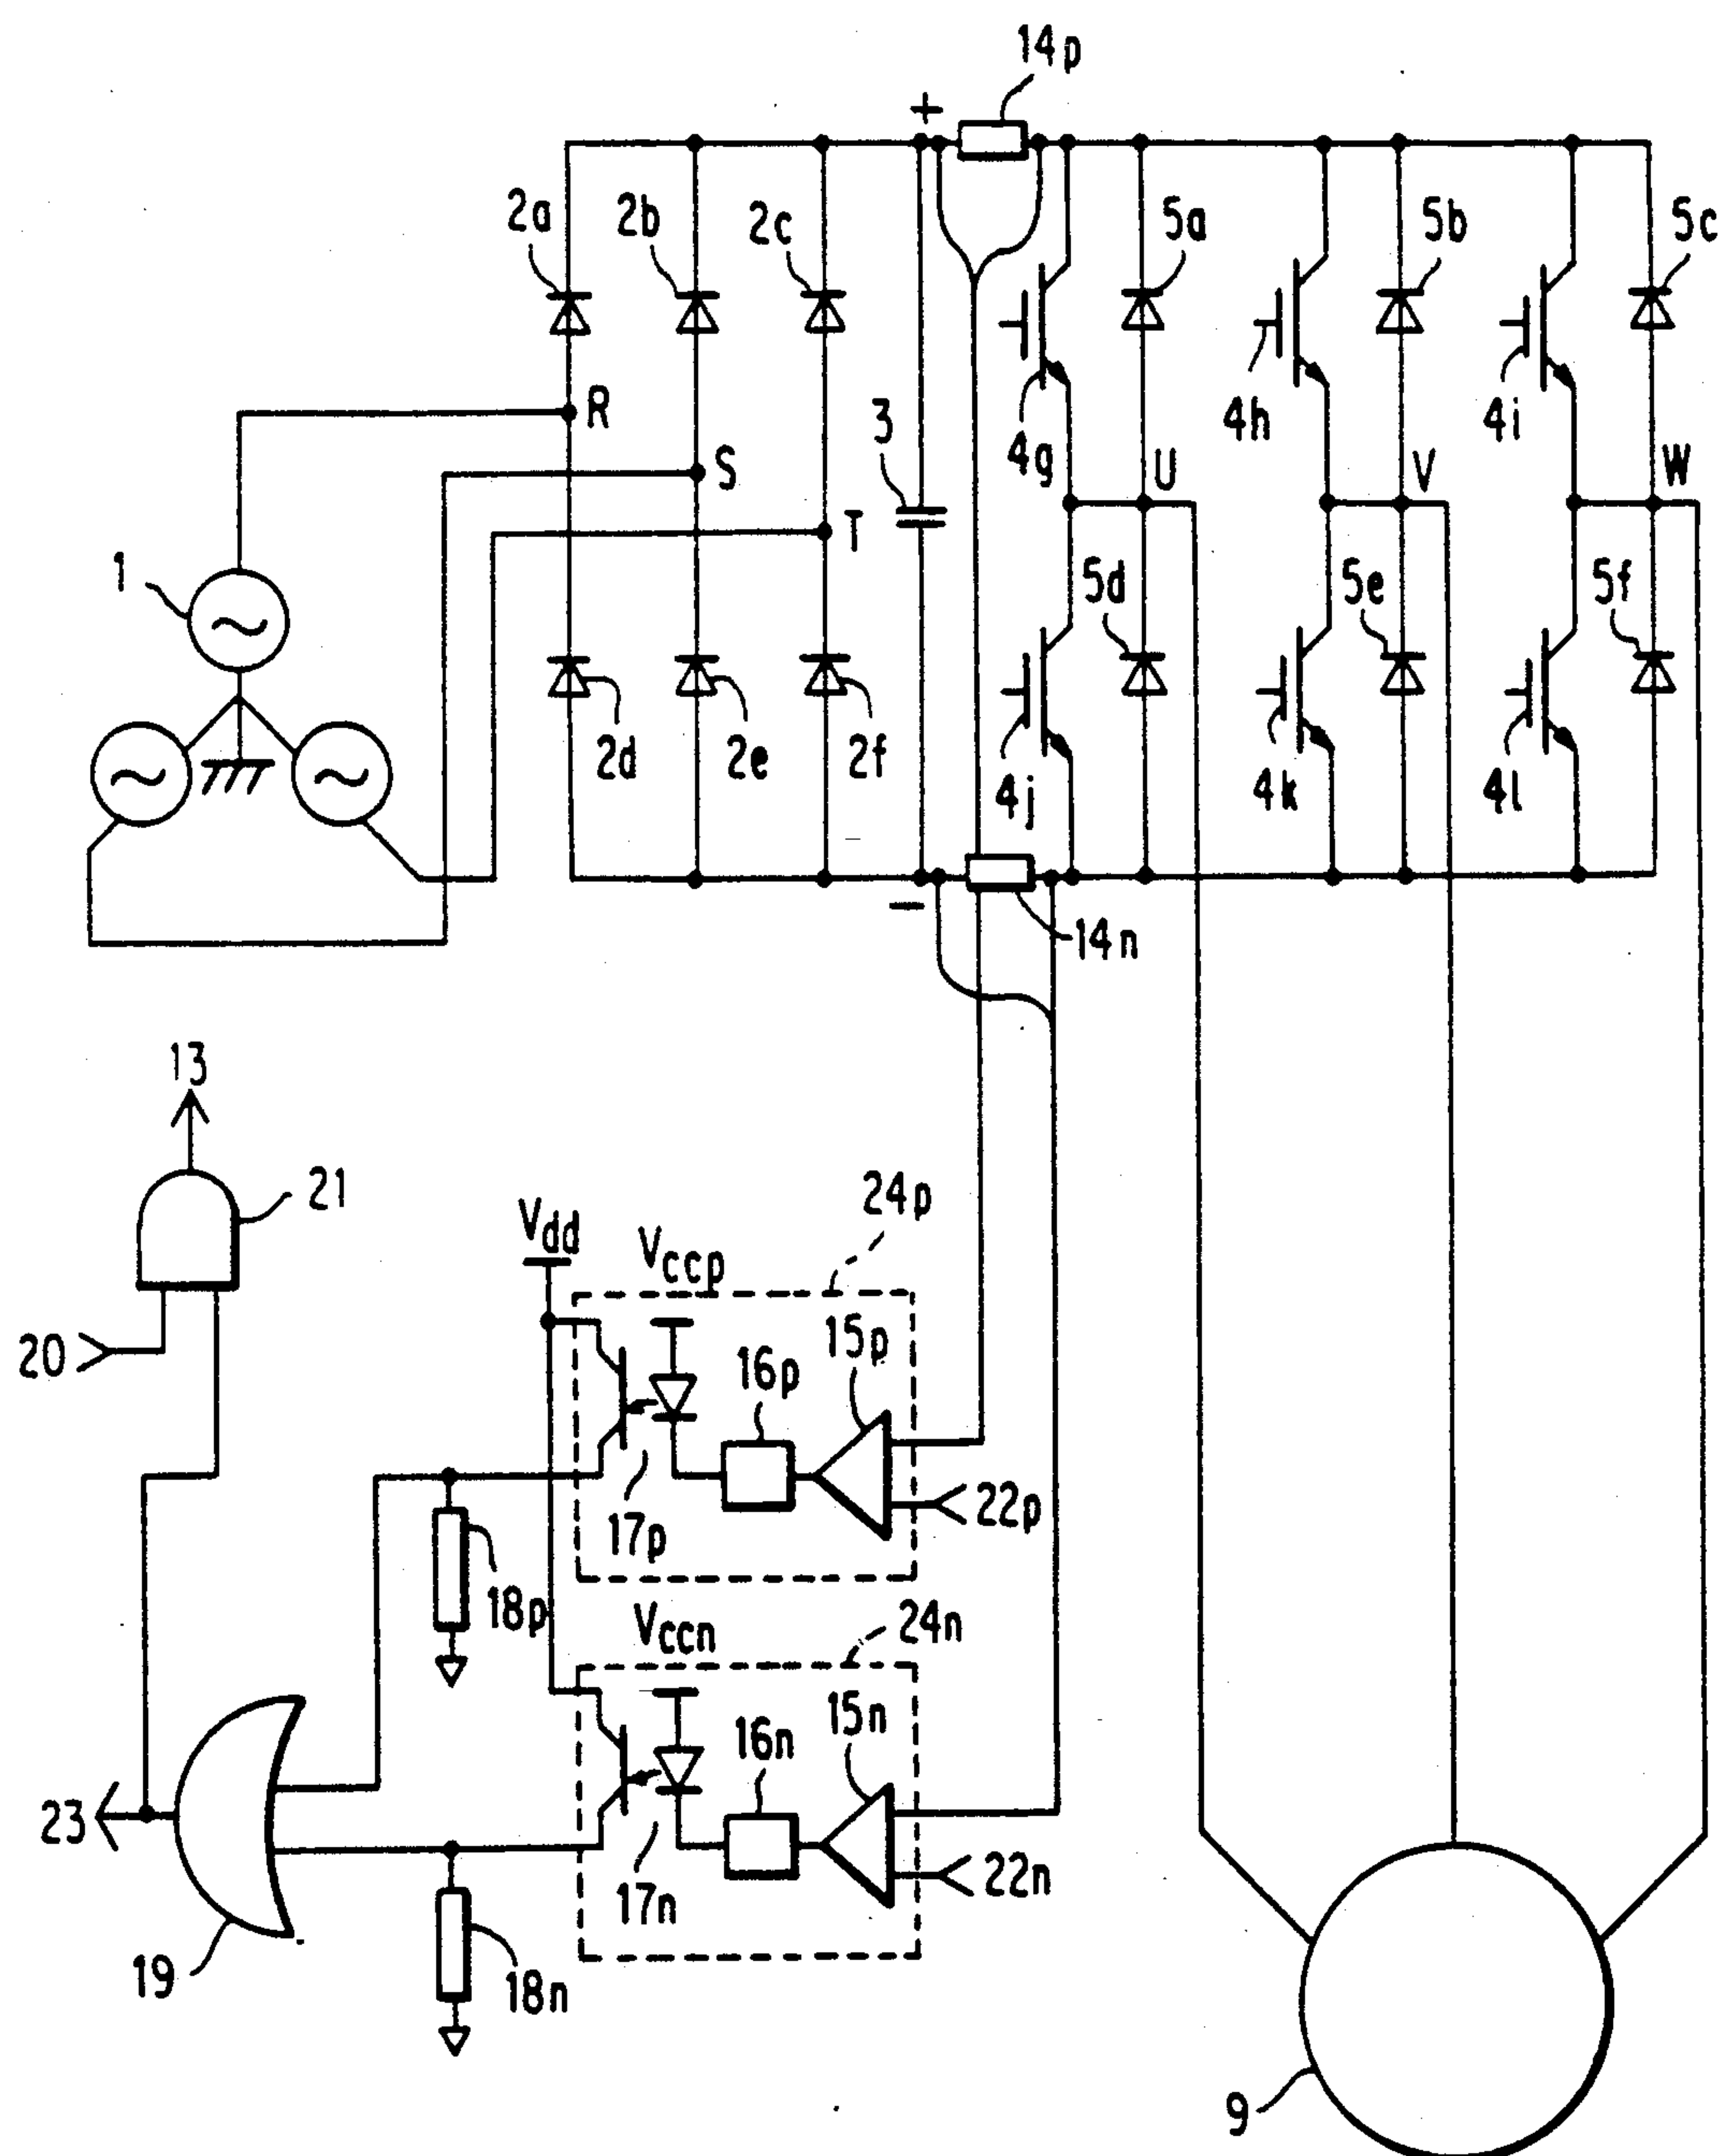 14p
+
2a
2b
2c
5a
5b
5c
R
3
4g
4h
4i
S
U
V
W
T
1
5d
5e
5f
2d
2e
2f
4j
4k
4l
−
14n
13
21
24p
Vdd
Vccp
15p
20
16p
22p
17p
18p
24n
Vccn
15n
16n
23
22n
17n
19
18n
9